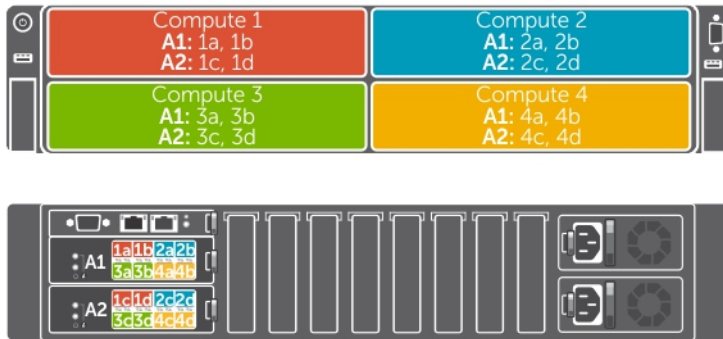 Compute 1
A1: 1a, 1b
A2: 1c, 1d
Compute 2
A1: 2a, 2b
A2: 2c, 2d
Compute 3
A1: 3a, 3b
A2: 3c, 3d
Compute 4
A1: 4a, 4b
A2: 4c, 4d
A1
1a 1b 2a 2b
3a 3b 4a 4b
A2
1c 1d 2c 2d
3c 3d 4c 4d